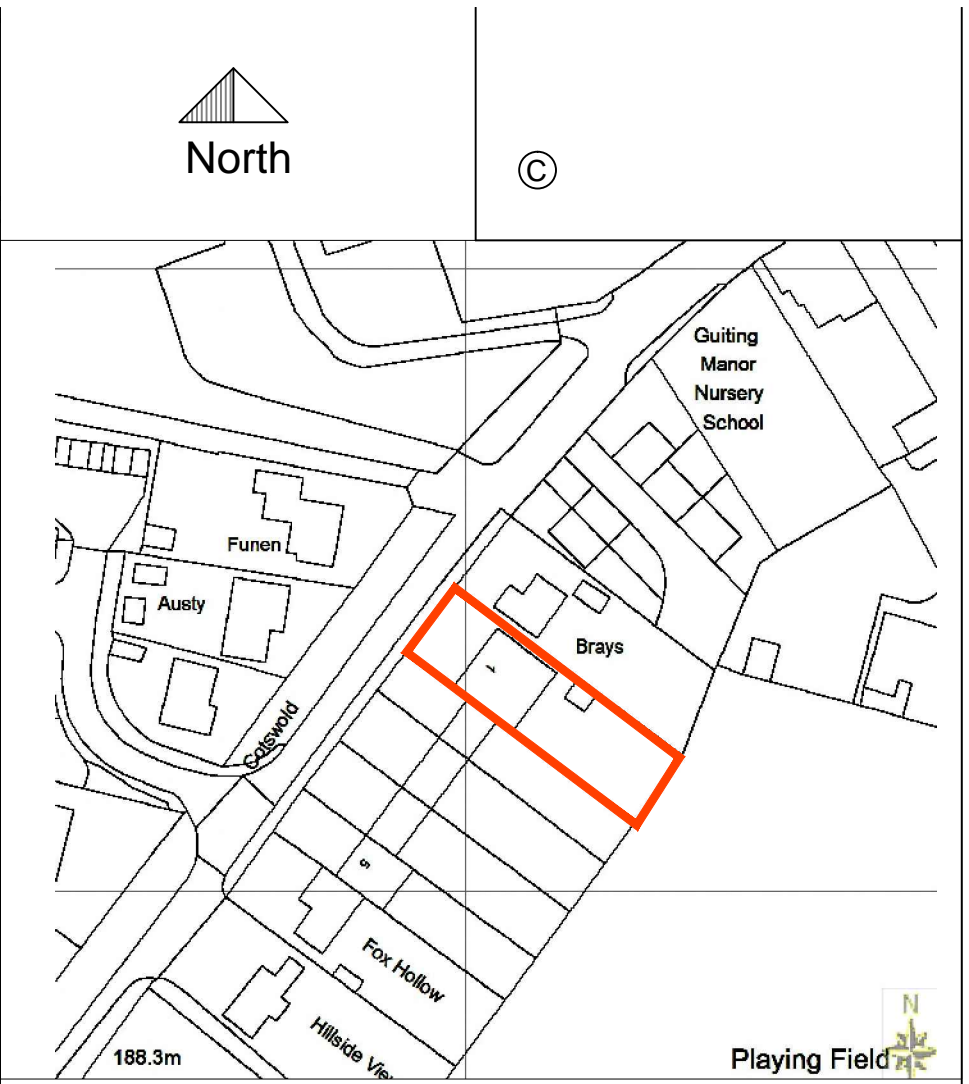 North
©
Guiting
Manor
Nursery
School
Funen
Austy
Brays
1
Cotswold
5
Fox Hollow
Hillside View
188.3m
Playing Field
N